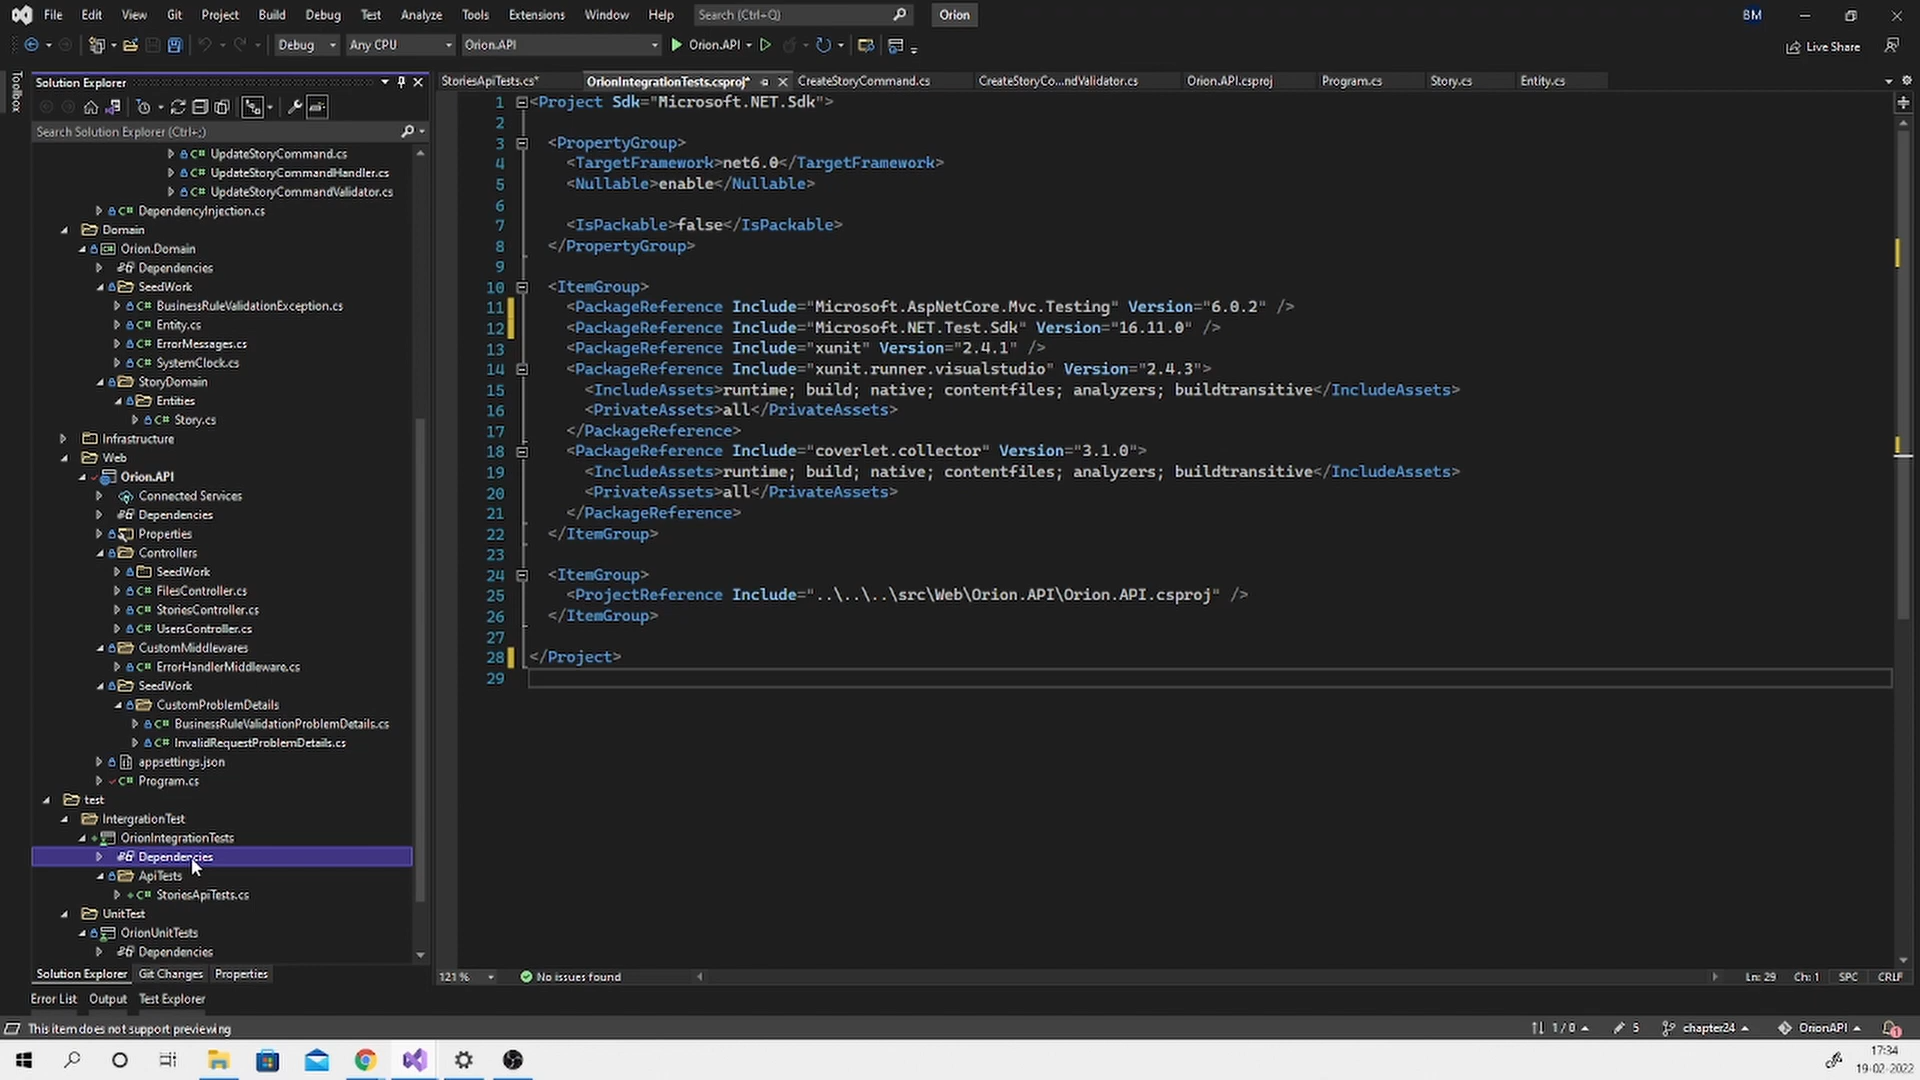 File Edit View Git Project Build Debug Test Analyze Tools Extensions Window Help Search (Ctrl+Q) Orion BM
Debug Any CPU Orion.API Orion.API Live Share
Toolbox
Solution Explorer
Search Solution Explorer (Ctrl+;)
UpdateStoryCommand.cs
UpdateStoryCommandHandler.cs
UpdateStoryCommandValidator.cs
DependencyInjection.cs
Domain
Orion.Domain
Dependencies
SeedWork
BusinessRuleValidationException.cs
Entity.cs
ErrorMessages.cs
SystemClock.cs
StoryDomain
Entities
Story.cs
Infrastructure
Web
Orion.API
Connected Services
Dependencies
Properties
Controllers
SeedWork
FilesController.cs
StoriesController.cs
UsersController.cs
CustomMiddlewares
ErrorHandlerMiddleware.cs
SeedWork
CustomProblemDetails
BusinessRuleValidationProblemDetails.cs
InvalidRequestProblemDetails.cs
appsettings.json
Program.cs
test
IntergrationTest
OrionIntegrationTests
Dependencies
ApiTests
StoriesApiTests.cs
UnitTest
OrionUnitTests
Dependencies
Solution Explorer Git Changes Properties
StoriesApiTests.cs* OrionIntegrationTests.csproj* CreateStoryCommand.cs CreateStoryCo...ndValidator.cs Orion.API.csproj Program.cs Story.cs Entity.cs
1 <Project Sdk="Microsoft.NET.Sdk">
2
3 <PropertyGroup>
4 <TargetFramework>net6.0</TargetFramework>
5 <Nullable>enable</Nullable>
6
7 <IsPackable>false</IsPackable>
8 </PropertyGroup>
9
10 <ItemGroup>
11 <PackageReference Include="Microsoft.AspNetCore.Mvc.Testing" Version="6.0.2" />
12 <PackageReference Include="Microsoft.NET.Test.Sdk" Version="16.11.0" />
13 <PackageReference Include="xunit" Version="2.4.1" />
14 <PackageReference Include="xunit.runner.visualstudio" Version="2.4.3">
15 <IncludeAssets>runtime; build; native; contentfiles; analyzers; buildtransitive</IncludeAssets>
16 <PrivateAssets>all</PrivateAssets>
17 </PackageReference>
18 <PackageReference Include="coverlet.collector" Version="3.1.0">
19 <IncludeAssets>runtime; build; native; contentfiles; analyzers; buildtransitive</IncludeAssets>
20 <PrivateAssets>all</PrivateAssets>
21 </PackageReference>
22 </ItemGroup>
23
24 <ItemGroup>
25 <ProjectReference Include="..\..\..\src\Web\Orion.API\Orion.API.csproj" />
26 </ItemGroup>
27
28 </Project>
29
121 % No issues found Ln: 29 Ch: 1 SPC CRLF
Error List Output Test Explorer
This item does not support previewing 1 / 0 5 chapter24 OrionAPI 1
17:34
19-02-2022